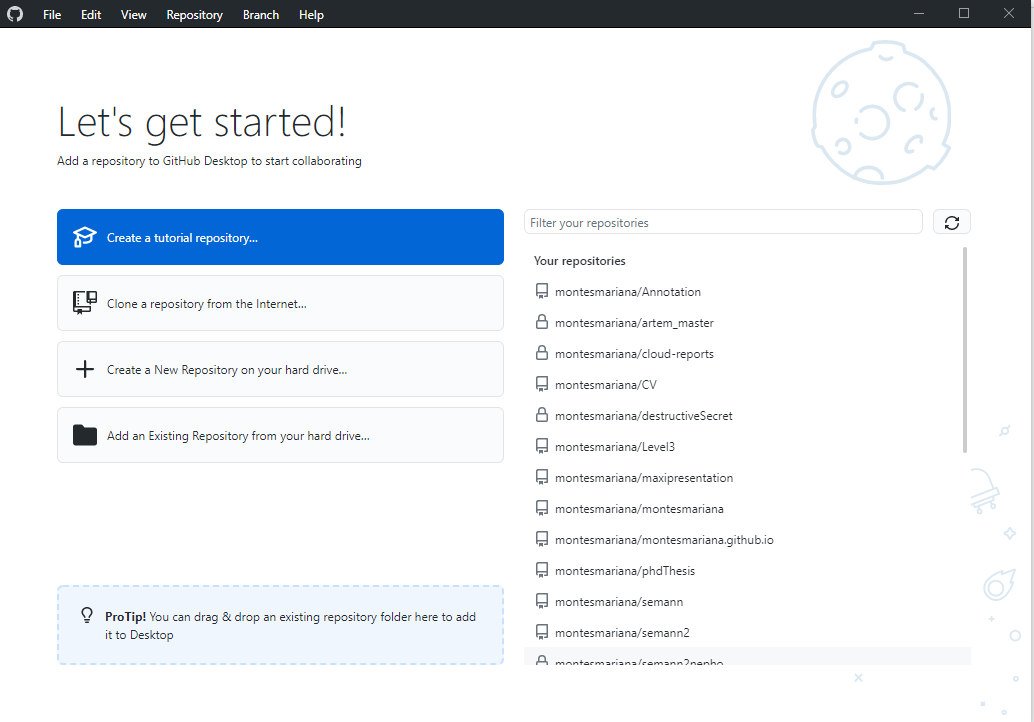 File Edit View Repository Branch Help
Let's get started!
Add a repository to GitHub Desktop to start collaborating
Create a tutorial repository...
Clone a repository from the Internet...
Create a New Repository on your hard drive...
Add an Existing Repository from your hard drive...
ProTip! You can drag & drop an existing repository folder here to add
it to Desktop
Filter your repositories
Your repositories
montesmariana/Annotation
montesmariana/artem_master
montesmariana/cloud-reports
montesmariana/CV
montesmariana/destructiveSecret
montesmariana/Level3
montesmariana/maxipresentation
montesmariana/montesmariana
montesmariana/montesmariana.github.io
montesmariana/phdThesis
montesmariana/semann
montesmariana/semann2
montesmariana/semann2nepho